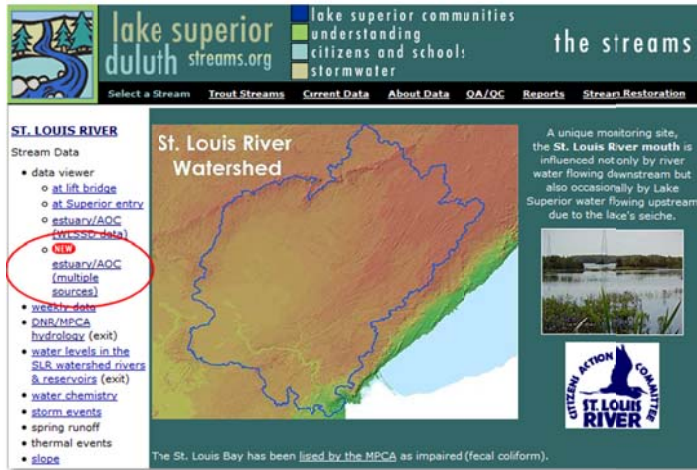 lake superior
duluth streams.org
lake superior communities
understanding
citizens and schools
stormwater
the streams
Select a Stream Trout Streams Current Data About Data QA/QC Reports Stream Restoration
ST. LOUIS RIVER
Stream Data
• data viewer
o at lift bridge
o at Superior entry
o estuary/AOC
(WLSSD data)
o NEW
estuary/AOC
(multiple
sources)
• weekly data
• DNR/MPCA
hydrology (exit)
• water levels in the
SLR watershed rivers
& reservoirs (exit)
• water chemistry
• storm events
• spring runoff
• thermal events
• slope
St. Louis River
Watershed
A unique monitoring site,
the St. Louis River mouth is
influenced not only by river
water flowing downstream but
also occasionally by Lake
Superior water flowing upstream
due to the lake's seiche.
CITIZENS ACTION COMMITTEE
ST. LOUIS
RIVER
The St. Louis Bay has been lised by the MPCA as impaired (fecal coliform).